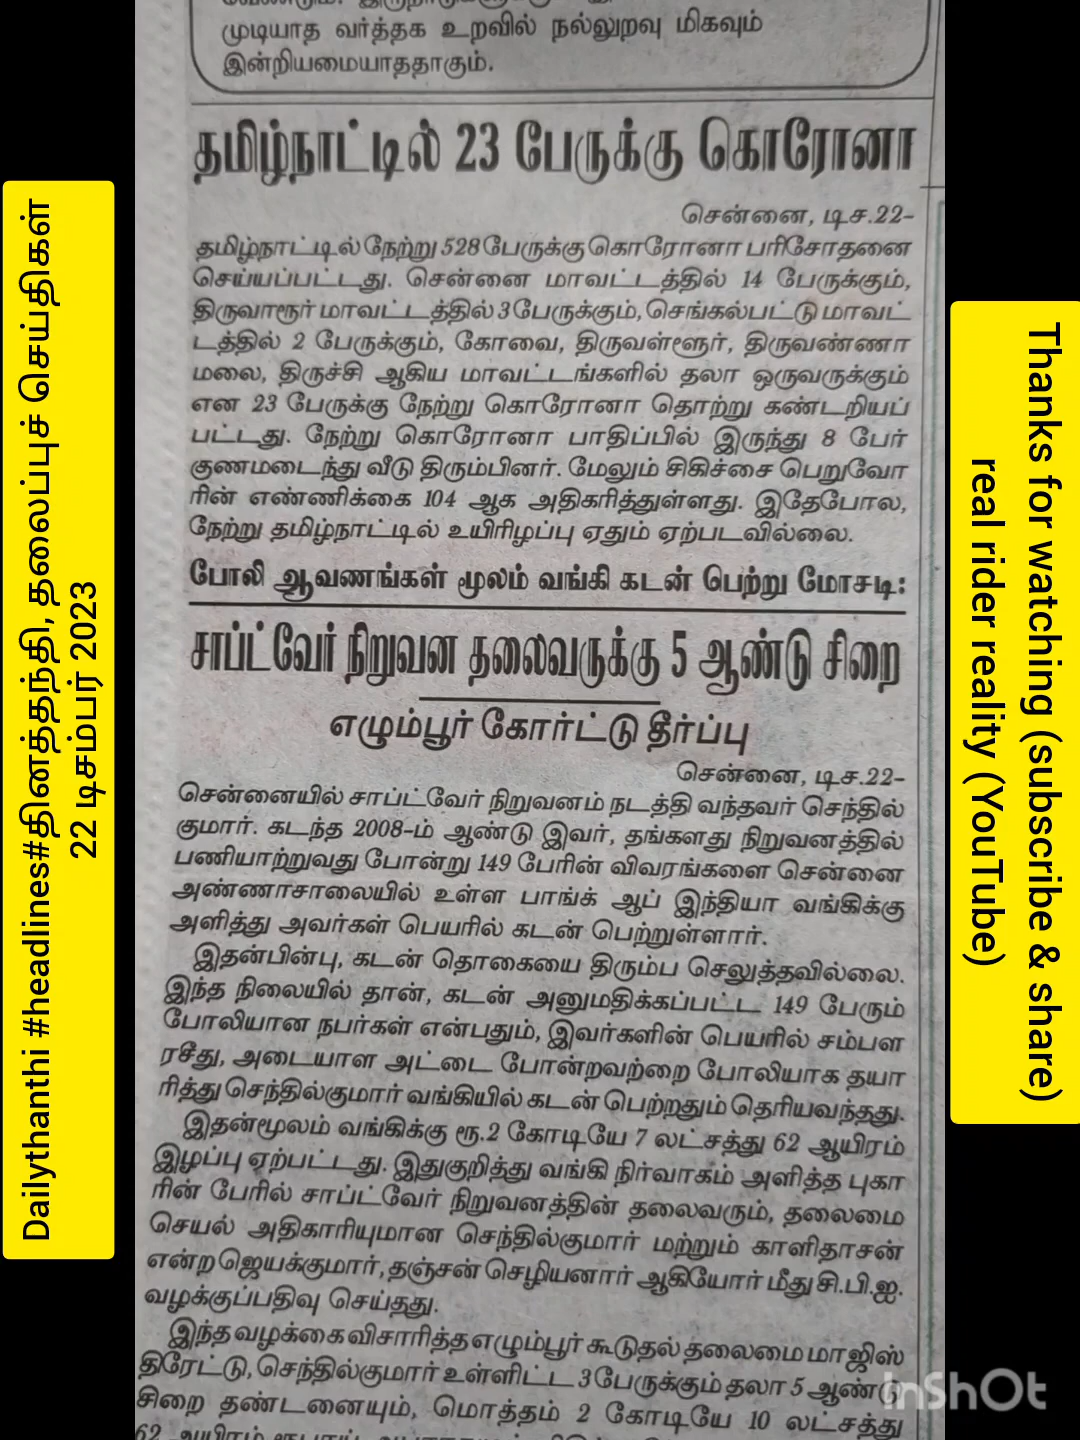 Dailythanthi #headlines#தினத்தந்தி, தலைப்புச் செய்திகள்
22 டிசம்பர் 2023
முடியாத வர்த்தக உறவில் நல்லுறவு மிகவும்
இன்றியமையாததாகும்.
தமிழ்நாட்டில் 23 பேருக்கு கொரோனா
சென்னை, டிச.22-
தமிழ்நாட்டில் நேற்று 528 பேருக்கு கொரோனா பரிசோதனை
செய்யப்பட்டது. சென்னை மாவட்டத்தில் 14 பேருக்கும்,
திருவாரூர் மாவட்டத்தில் 3 பேருக்கும், செங்கல்பட்டு மாவட்
டத்தில் 2 பேருக்கும், கோவை, திருவள்ளூர், திருவண்ணா
மலை, திருச்சி ஆகிய மாவட்டங்களில் தலா ஒருவருக்கும்
என 23 பேருக்கு நேற்று கொரோனா தொற்று கண்டறியப்
பட்டது. நேற்று கொரோனா பாதிப்பில் இருந்து 8 பேர்
குணமடைந்து வீடு திரும்பினர். மேலும் சிகிச்சை பெறுவோ
ரின் எண்ணிக்கை 104 ஆக அதிகரித்துள்ளது. இதேபோல,
நேற்று தமிழ்நாட்டில் உயிரிழப்பு ஏதும் ஏற்படவில்லை.
போலி ஆவணங்கள் மூலம் வங்கி கடன் பெற்று மோசடி:
சாப்ட்வேர் நிறுவன தலைவருக்கு 5 ஆண்டு சிறை
எழும்பூர் கோர்ட்டு தீர்ப்பு
சென்னை, டிச.22-
சென்னையில் சாப்ட்வேர் நிறுவனம் நடத்தி வந்தவர் செந்தில்
குமார். கடந்த 2008-ம் ஆண்டு இவர், தங்களது நிறுவனத்தில்
பணியாற்றுவது போன்று 149 பேரின் விவரங்களை சென்னை
அண்ணாசாலையில் உள்ள பாங்க் ஆப் இந்தியா வங்கிக்கு
அளித்து அவர்கள் பெயரில் கடன் பெற்றுள்ளார்.
இதன்பின்பு, கடன் தொகையை திரும்ப செலுத்தவில்லை.
இந்த நிலையில் தான், கடன் அனுமதிக்கப்பட்ட 149 பேரும்
போலியான நபர்கள் என்பதும், இவர்களின் பெயரில் சம்பள
ரசீது, அடையாள அட்டை போன்றவற்றை போலியாக தயா
ரித்து செந்தில்குமார் வங்கியில் கடன் பெற்றதும் தெரியவந்தது.
இதன்மூலம் வங்கிக்கு ரூ.2 கோடியே 7 லட்சத்து 62 ஆயிரம்
இழப்பு ஏற்பட்டது. இதுகுறித்து வங்கி நிர்வாகம் அளித்த புகா
ரின் பேரில் சாப்ட்வேர் நிறுவனத்தின் தலைவரும், தலைமை
செயல் அதிகாரியுமான செந்தில்குமார் மற்றும் காளிதாசன்
என்ற ஜெயக்குமார், தஞ்சன் செழியனார் ஆகியோர் மீது சி.பி.ஐ.
வழக்குப்பதிவு செய்தது.
இந்த வழக்கை விசாரித்த எழும்பூர் கூடுதல் தலைமை மாஜிஸ்
திரேட்டு, செந்தில்குமார் உள்ளிட்ட 3 பேருக்கும் தலா 5 ஆண்டு
சிறை தண்டனையும், மொத்தம் 2 கோடியே 10 லட்சத்து
Thanks for watching (subscribe & share)
real rider reality (YouTube)
InShOt